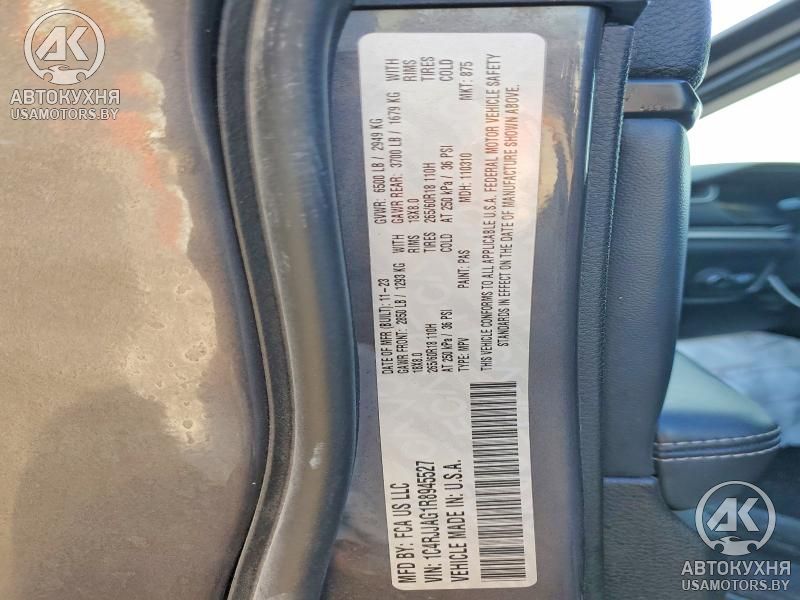 АК
АВТОКУХНЯ
USAMOTORS.BY
MFD BY: FCA US LLC
VIN: 1C4RJJAG1R8945527
VEHICLE MADE IN: U.S.A.
DATE OF MFR (BUILT): 11-23 GVWR: 6500 LB / 2949 KG
GAWR FRONT: 2850 LB / 1293 KG WITH GAWR REAR: 3700 LB / 1679 KG WITH
18X8.0 RIMS 18X8.0 RIMS
265/60R18 110H TIRES 265/60R18 110H TIRES
AT 250 kPa / 36 PSI COLD AT 250 kPa / 36 PSI COLD
TYPE: MPV PAINT: PAS MDH: 110310 MKT: 875
THIS VEHICLE CONFORMS TO ALL APPLICABLE U.S.A. FEDERAL MOTOR VEHICLE SAFETY
STANDARDS IN EFFECT ON THE DATE OF MANUFACTURE SHOWN ABOVE.
АК
АВТОКУХНЯ
USAMOTORS.BY